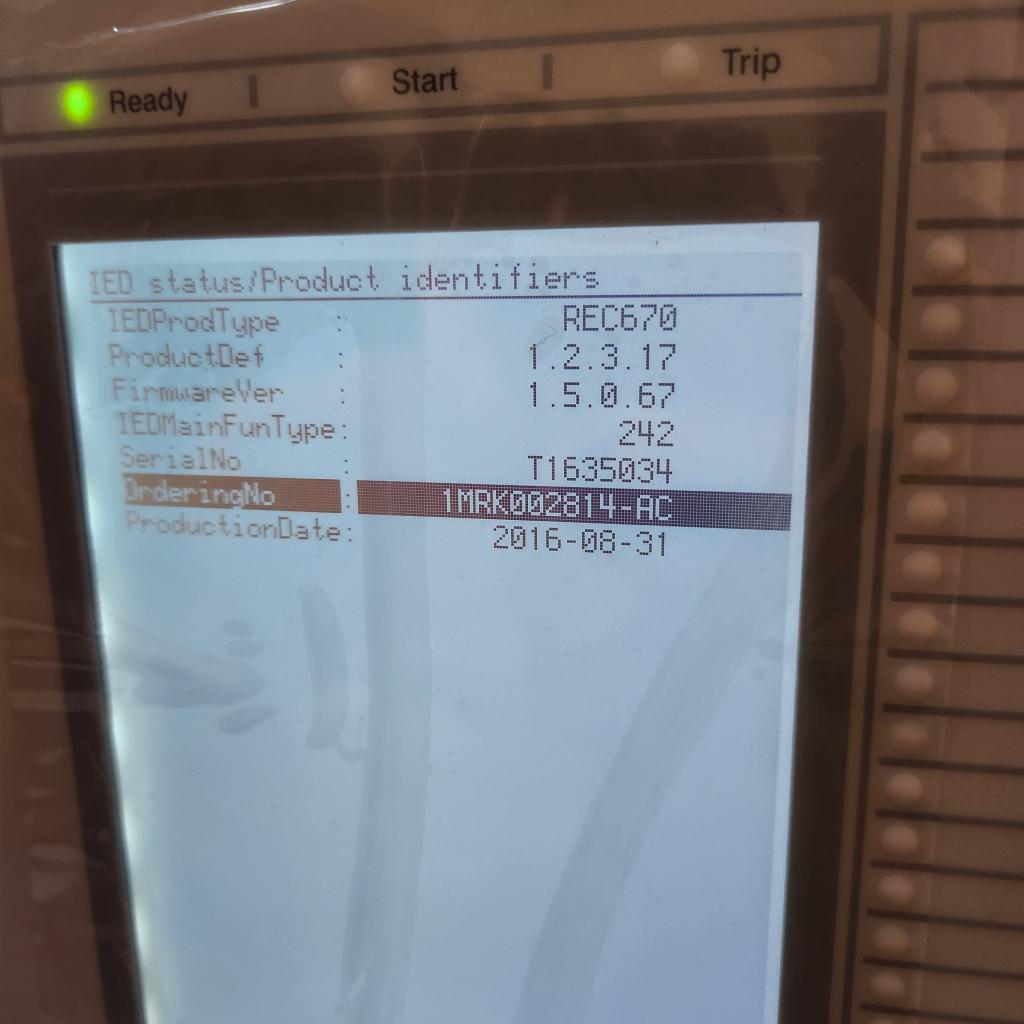 Ready | Start | Trip
IED status/Product identifiers
IEDProdType : REC670
ProductDef : 1.2.3.17
FirmwareVer : 1.5.0.67
IEDMainFunType: 242
SerialNo : T1635034
OrderingNo : 1MRK002814-AC
ProductionDate: 2016-08-31